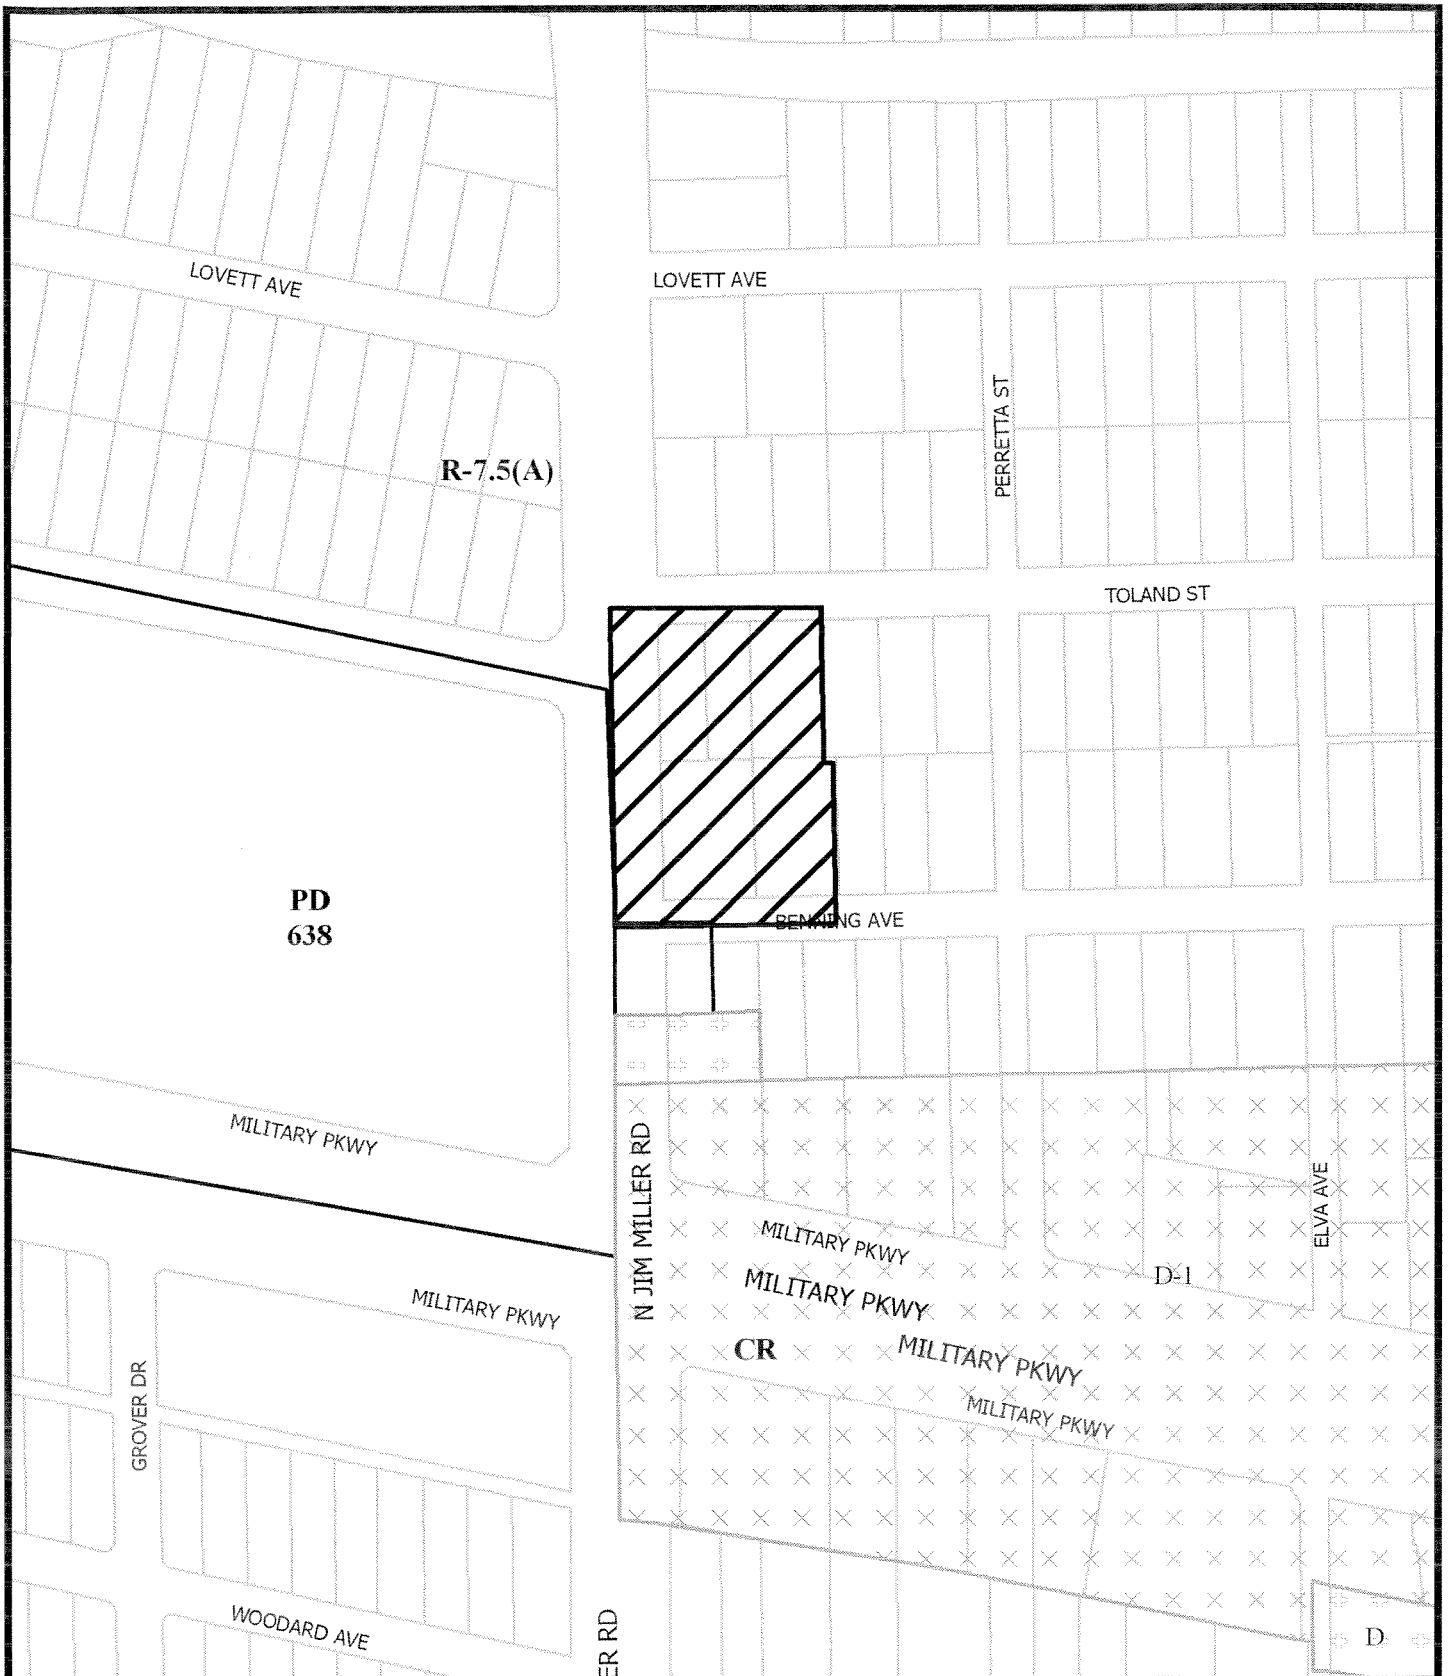 LOVETT AVE
LOVETT AVE
PERRETTA ST
R-7.5(A)
TOLAND ST
PD
638
BENNING AVE
MILITARY PKWY
N JIM MILLER RD
ELVA AVE
MILITARY PKWY
D-1
MILITARY PKWY
MILITARY PKWY
CR
MILITARY PKWY
GROVER DR
MILITARY PKWY
WOODARD AVE
ER RD
D